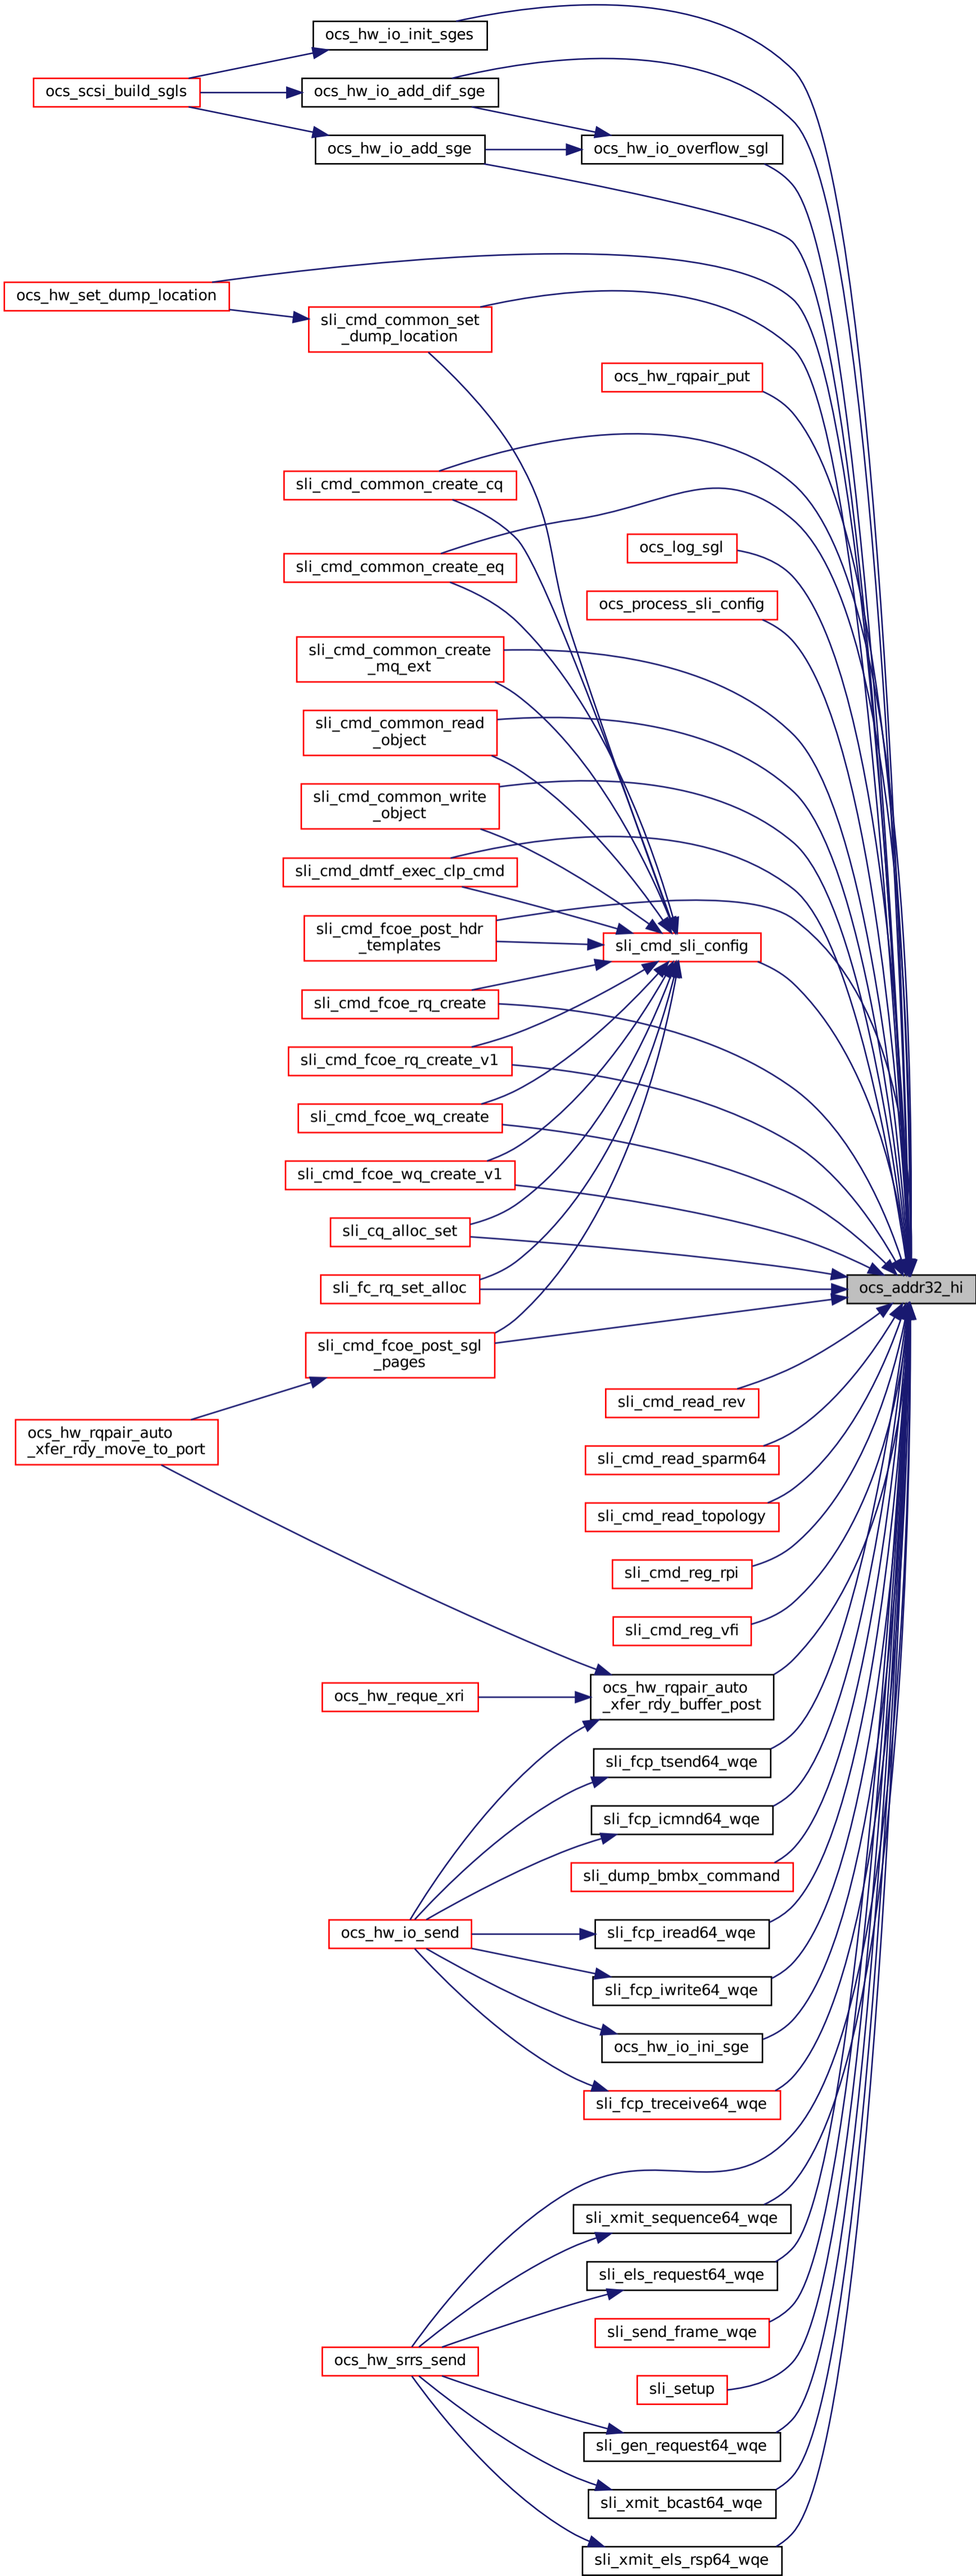 ocs_hw_io_init_sges
ocs_scsi_build_sgls
ocs_hw_io_add_dif_sge
ocs_hw_io_add_sge
ocs_hw_io_overflow_sgl
ocs_hw_set_dump_location
sli_cmd_common_set
_dump_location
ocs_hw_rqpair_put
sli_cmd_common_create_cq
ocs_log_sgl
sli_cmd_common_create_eq
ocs_process_sli_config
sli_cmd_common_create
_mq_ext
sli_cmd_common_read
_object
sli_cmd_common_write
_object
sli_cmd_dmtf_exec_clp_cmd
sli_cmd_fcoe_post_hdr
_templates
sli_cmd_sli_config
sli_cmd_fcoe_rq_create
sli_cmd_fcoe_rq_create_v1
sli_cmd_fcoe_wq_create
sli_cmd_fcoe_wq_create_v1
sli_cq_alloc_set
sli_fc_rq_set_alloc
ocs_addr32_hi
sli_cmd_fcoe_post_sgl
_pages
sli_cmd_read_rev
ocs_hw_rqpair_auto
_xfer_rdy_move_to_port
sli_cmd_read_sparm64
sli_cmd_read_topology
sli_cmd_reg_rpi
sli_cmd_reg_vfi
ocs_hw_reque_xri
ocs_hw_rqpair_auto
_xfer_rdy_buffer_post
sli_fcp_tsend64_wqe
sli_fcp_icmnd64_wqe
sli_dump_bmbx_command
ocs_hw_io_send
sli_fcp_iread64_wqe
sli_fcp_iwrite64_wqe
ocs_hw_io_ini_sge
sli_fcp_treceive64_wqe
sli_xmit_sequence64_wqe
sli_els_request64_wqe
sli_send_frame_wqe
ocs_hw_srrs_send
sli_setup
sli_gen_request64_wqe
sli_xmit_bcast64_wqe
sli_xmit_els_rsp64_wqe